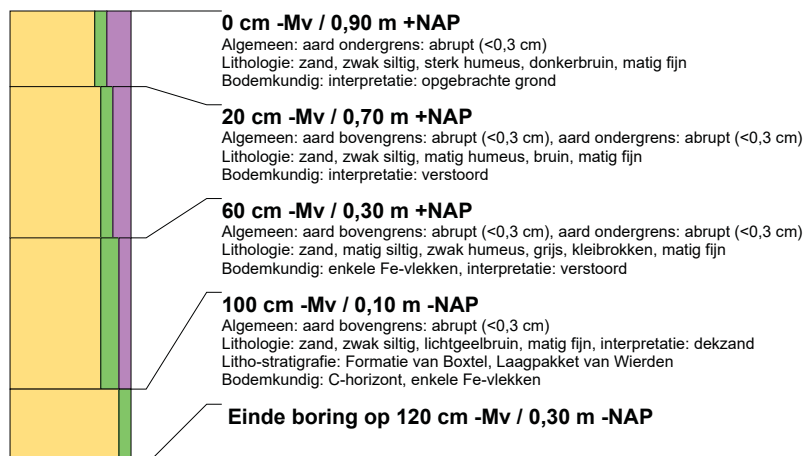 0 cm -Mv / 0,90 m +NAP
Algemeen: aard ondergrens: abrupt (<0,3 cm)
Lithologie: zand, zwak siltig, sterk humeus, donkerbruin, matig fijn
Bodemkundig: interpretatie: opgebrachte grond
20 cm -Mv / 0,70 m +NAP
Algemeen: aard bovengrens: abrupt (<0,3 cm), aard ondergrens: abrupt (<0,3 cm)
Lithologie: zand, zwak siltig, matig humeus, bruin, matig fijn
Bodemkundig: interpretatie: verstoord
60 cm -Mv / 0,30 m +NAP
Algemeen: aard bovengrens: abrupt (<0,3 cm), aard ondergrens: abrupt (<0,3 cm)
Lithologie: zand, matig siltig, zwak humeus, grijs, kleibrokken, matig fijn
Bodemkundig: enkele Fe-vlekken, interpretatie: verstoord
100 cm -Mv / 0,10 m -NAP
Algemeen: aard bovengrens: abrupt (<0,3 cm)
Lithologie: zand, zwak siltig, lichtgeelbruin, matig fijn, interpretatie: dekzand
Litho-stratigrafie: Formatie van Boxtel, Laagpakket van Wierden
Bodemkundig: C-horizont, enkele Fe-vlekken
Einde boring op 120 cm -Mv / 0,30 m -NAP